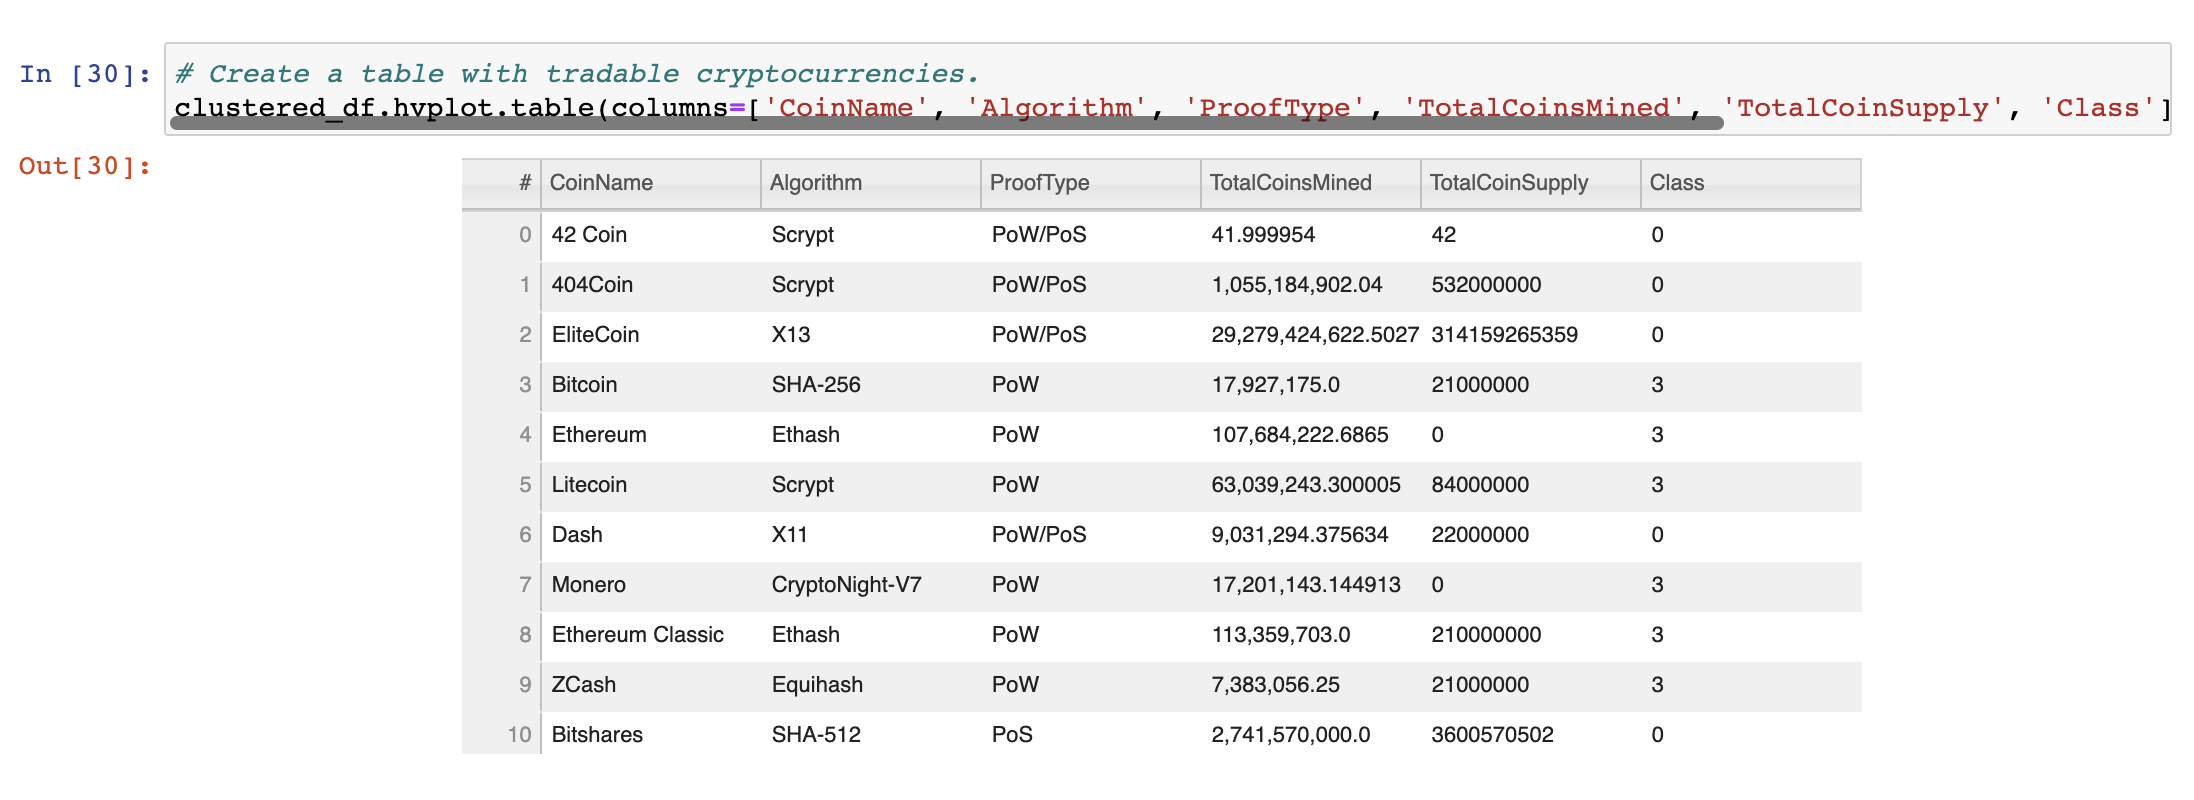 In [30]: # Create a table with tradable cryptocurrencies.
clustered_df.hvplot.table(columns=['CoinName', 'Algorithm', 'ProofType', 'TotalCoinsMined', 'TotalCoinSupply', 'Class']
Out[30]:
# CoinName Algorithm ProofType TotalCoinsMined TotalCoinSupply Class
0 42 Coin Scrypt PoW/PoS 41.999954 42 0
1 404Coin Scrypt PoW/PoS 1,055,184,902.04 532000000 0
2 EliteCoin X13 PoW/PoS 29,279,424,622.5027 314159265359 0
3 Bitcoin SHA-256 PoW 17,927,175.0 21000000 3
4 Ethereum Ethash PoW 107,684,222.6865 0 3
5 Litecoin Scrypt PoW 63,039,243.300005 84000000 3
6 Dash X11 PoW/PoS 9,031,294.375634 22000000 0
7 Monero CryptoNight-V7 PoW 17,201,143.144913 0 3
8 Ethereum Classic Ethash PoW 113,359,703.0 210000000 3
9 ZCash Equihash PoW 7,383,056.25 21000000 3
10 Bitshares SHA-512 PoS 2,741,570,000.0 3600570502 0